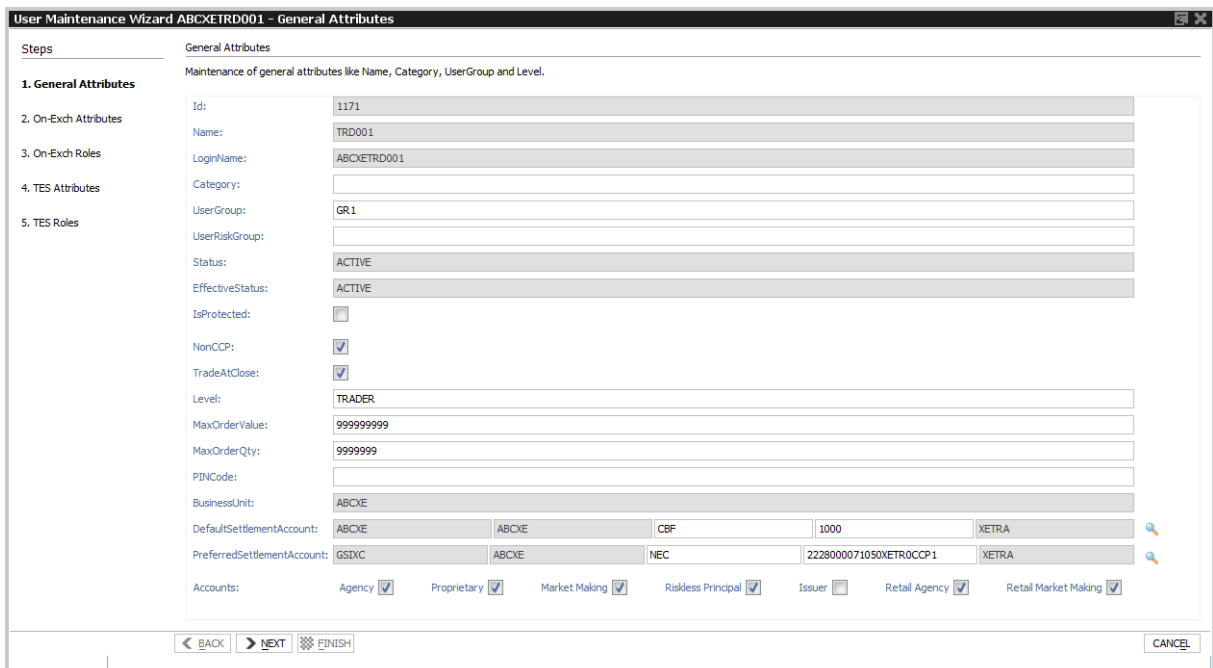 User Maintenance Wizard ABCXETRD001 - General Attributes
Steps
1. General Attributes
2. On-Exch Attributes
3. On-Exch Roles
4. TES Attributes
5. TES Roles
General Attributes
Maintenance of general attributes like Name, Category, UserGroup and Level.
Id: 1171
Name: TRD001
LoginName: ABCXETRD001
Category:
UserGroup: GR1
UserRiskGroup:
Status: ACTIVE
EffectiveStatus: ACTIVE
IsProtected:
NonCCP:
TradeAtClose:
Level: TRADER
MaxOrderValue: 999999999
MaxOrderQty: 9999999
PINCode:
BusinessUnit: ABCXE
DefaultSettlementAccount: ABCXE ABCXE CBF 1000 XETRA
PreferredSettlementAccount: GSIXC ABCXE NEC 2228000071050XETR0CCP1 XETRA
Accounts: Agency Proprietary Market Making Riskless Principal Issuer Retail Agency Retail Market Making
BACK NEXT FINISH CANCEL